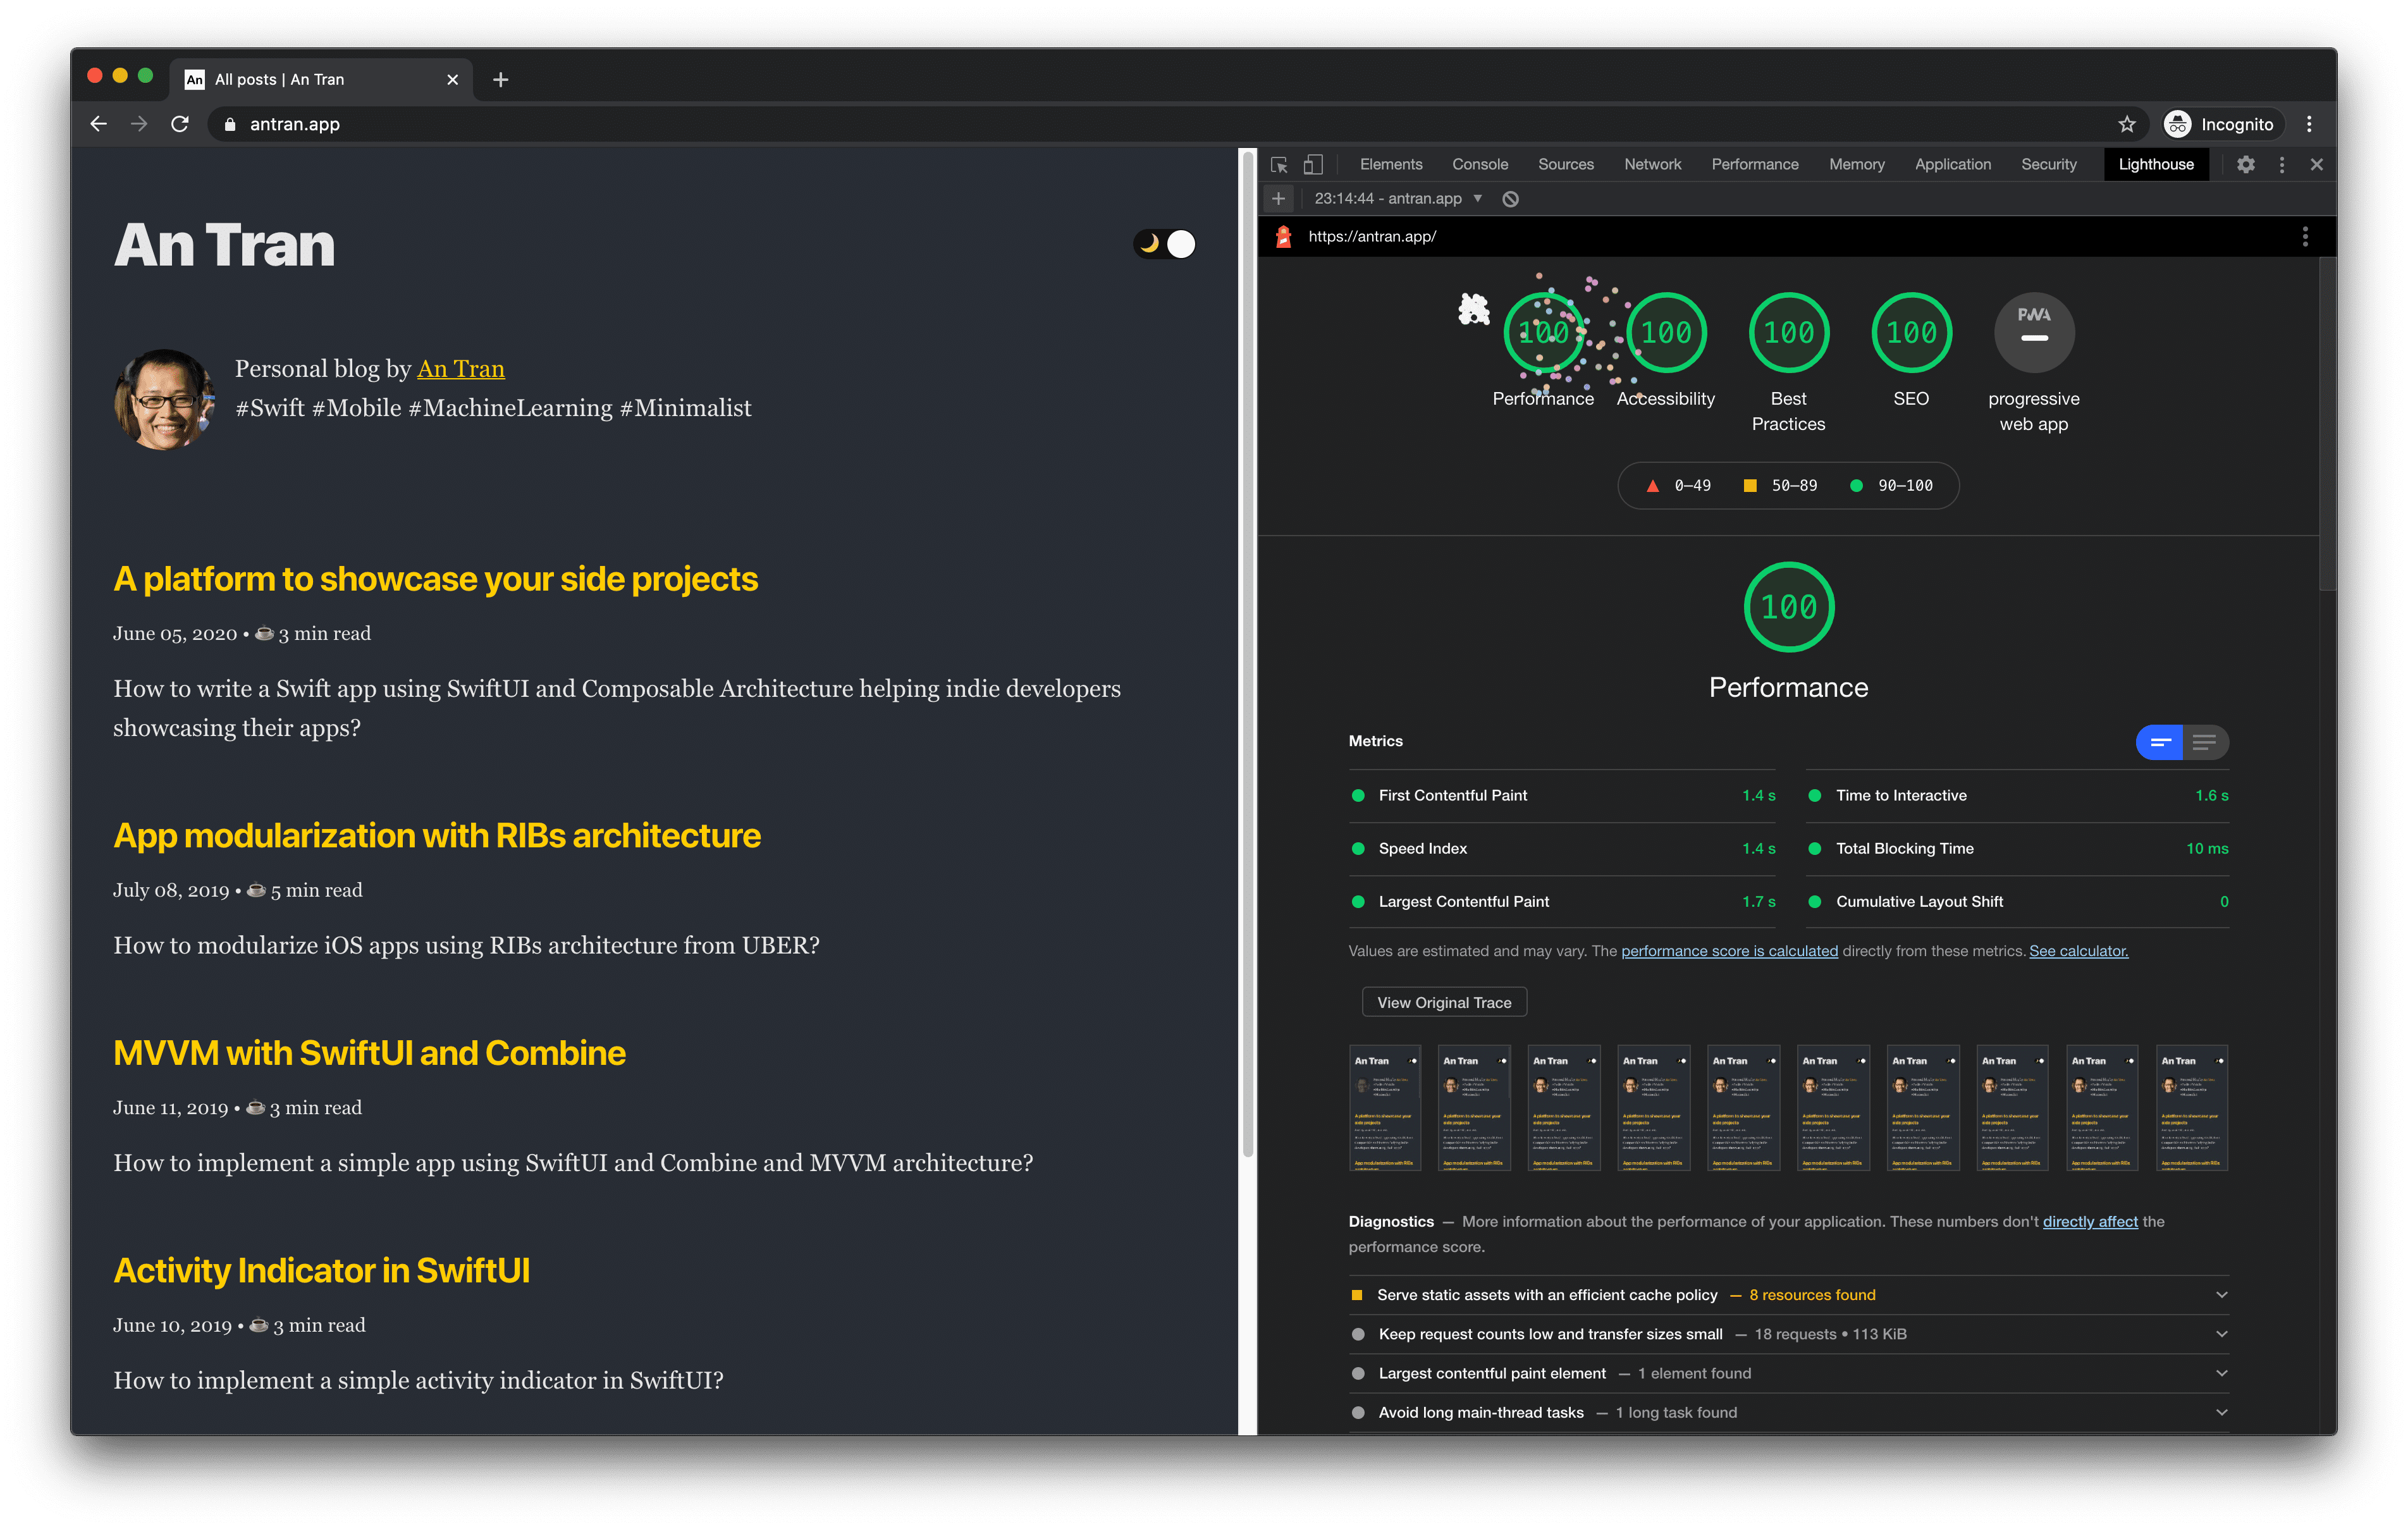 An
All posts | An Tran
antran.app
Incognito
An Tran
Personal blog by An Tran
#Swift #Mobile #MachineLearning #Minimalist
A platform to showcase your side projects
June 05, 2020 • ☕ 3 min read
How to write a Swift app using SwiftUI and Composable Architecture helping indie developers
showcasing their apps?
App modularization with RIBs architecture
July 08, 2019 • ☕ 5 min read
How to modularize iOS apps using RIBs architecture from UBER?
MVVM with SwiftUI and Combine
June 11, 2019 • ☕ 3 min read
How to implement a simple app using SwiftUI and Combine and MVVM architecture?
Activity Indicator in SwiftUI
June 10, 2019 • ☕ 3 min read
How to implement a simple activity indicator in SwiftUI?
Elements Console Sources Network Performance Memory Application Security Lighthouse
23:14:44 - antran.app
https://antran.app/
100 100 100 100 PWA
Performance Accessibility Best Practices SEO progressive web app
0–49 50–89 90–100
100
Performance
Metrics
First Contentful Paint 1.4 s Time to Interactive 1.6 s
Speed Index 1.4 s Total Blocking Time 10 ms
Largest Contentful Paint 1.7 s Cumulative Layout Shift 0
Values are estimated and may vary. The performance score is calculated directly from these metrics. See calculator.
View Original Trace
An Tran An Tran An Tran An Tran An Tran An Tran An Tran An Tran An Tran An Tran
Diagnostics — More information about the performance of your application. These numbers don't directly affect the
performance score.
Serve static assets with an efficient cache policy — 8 resources found
Keep request counts low and transfer sizes small — 18 requests • 113 KiB
Largest contentful paint element — 1 element found
Avoid long main-thread tasks — 1 long task found